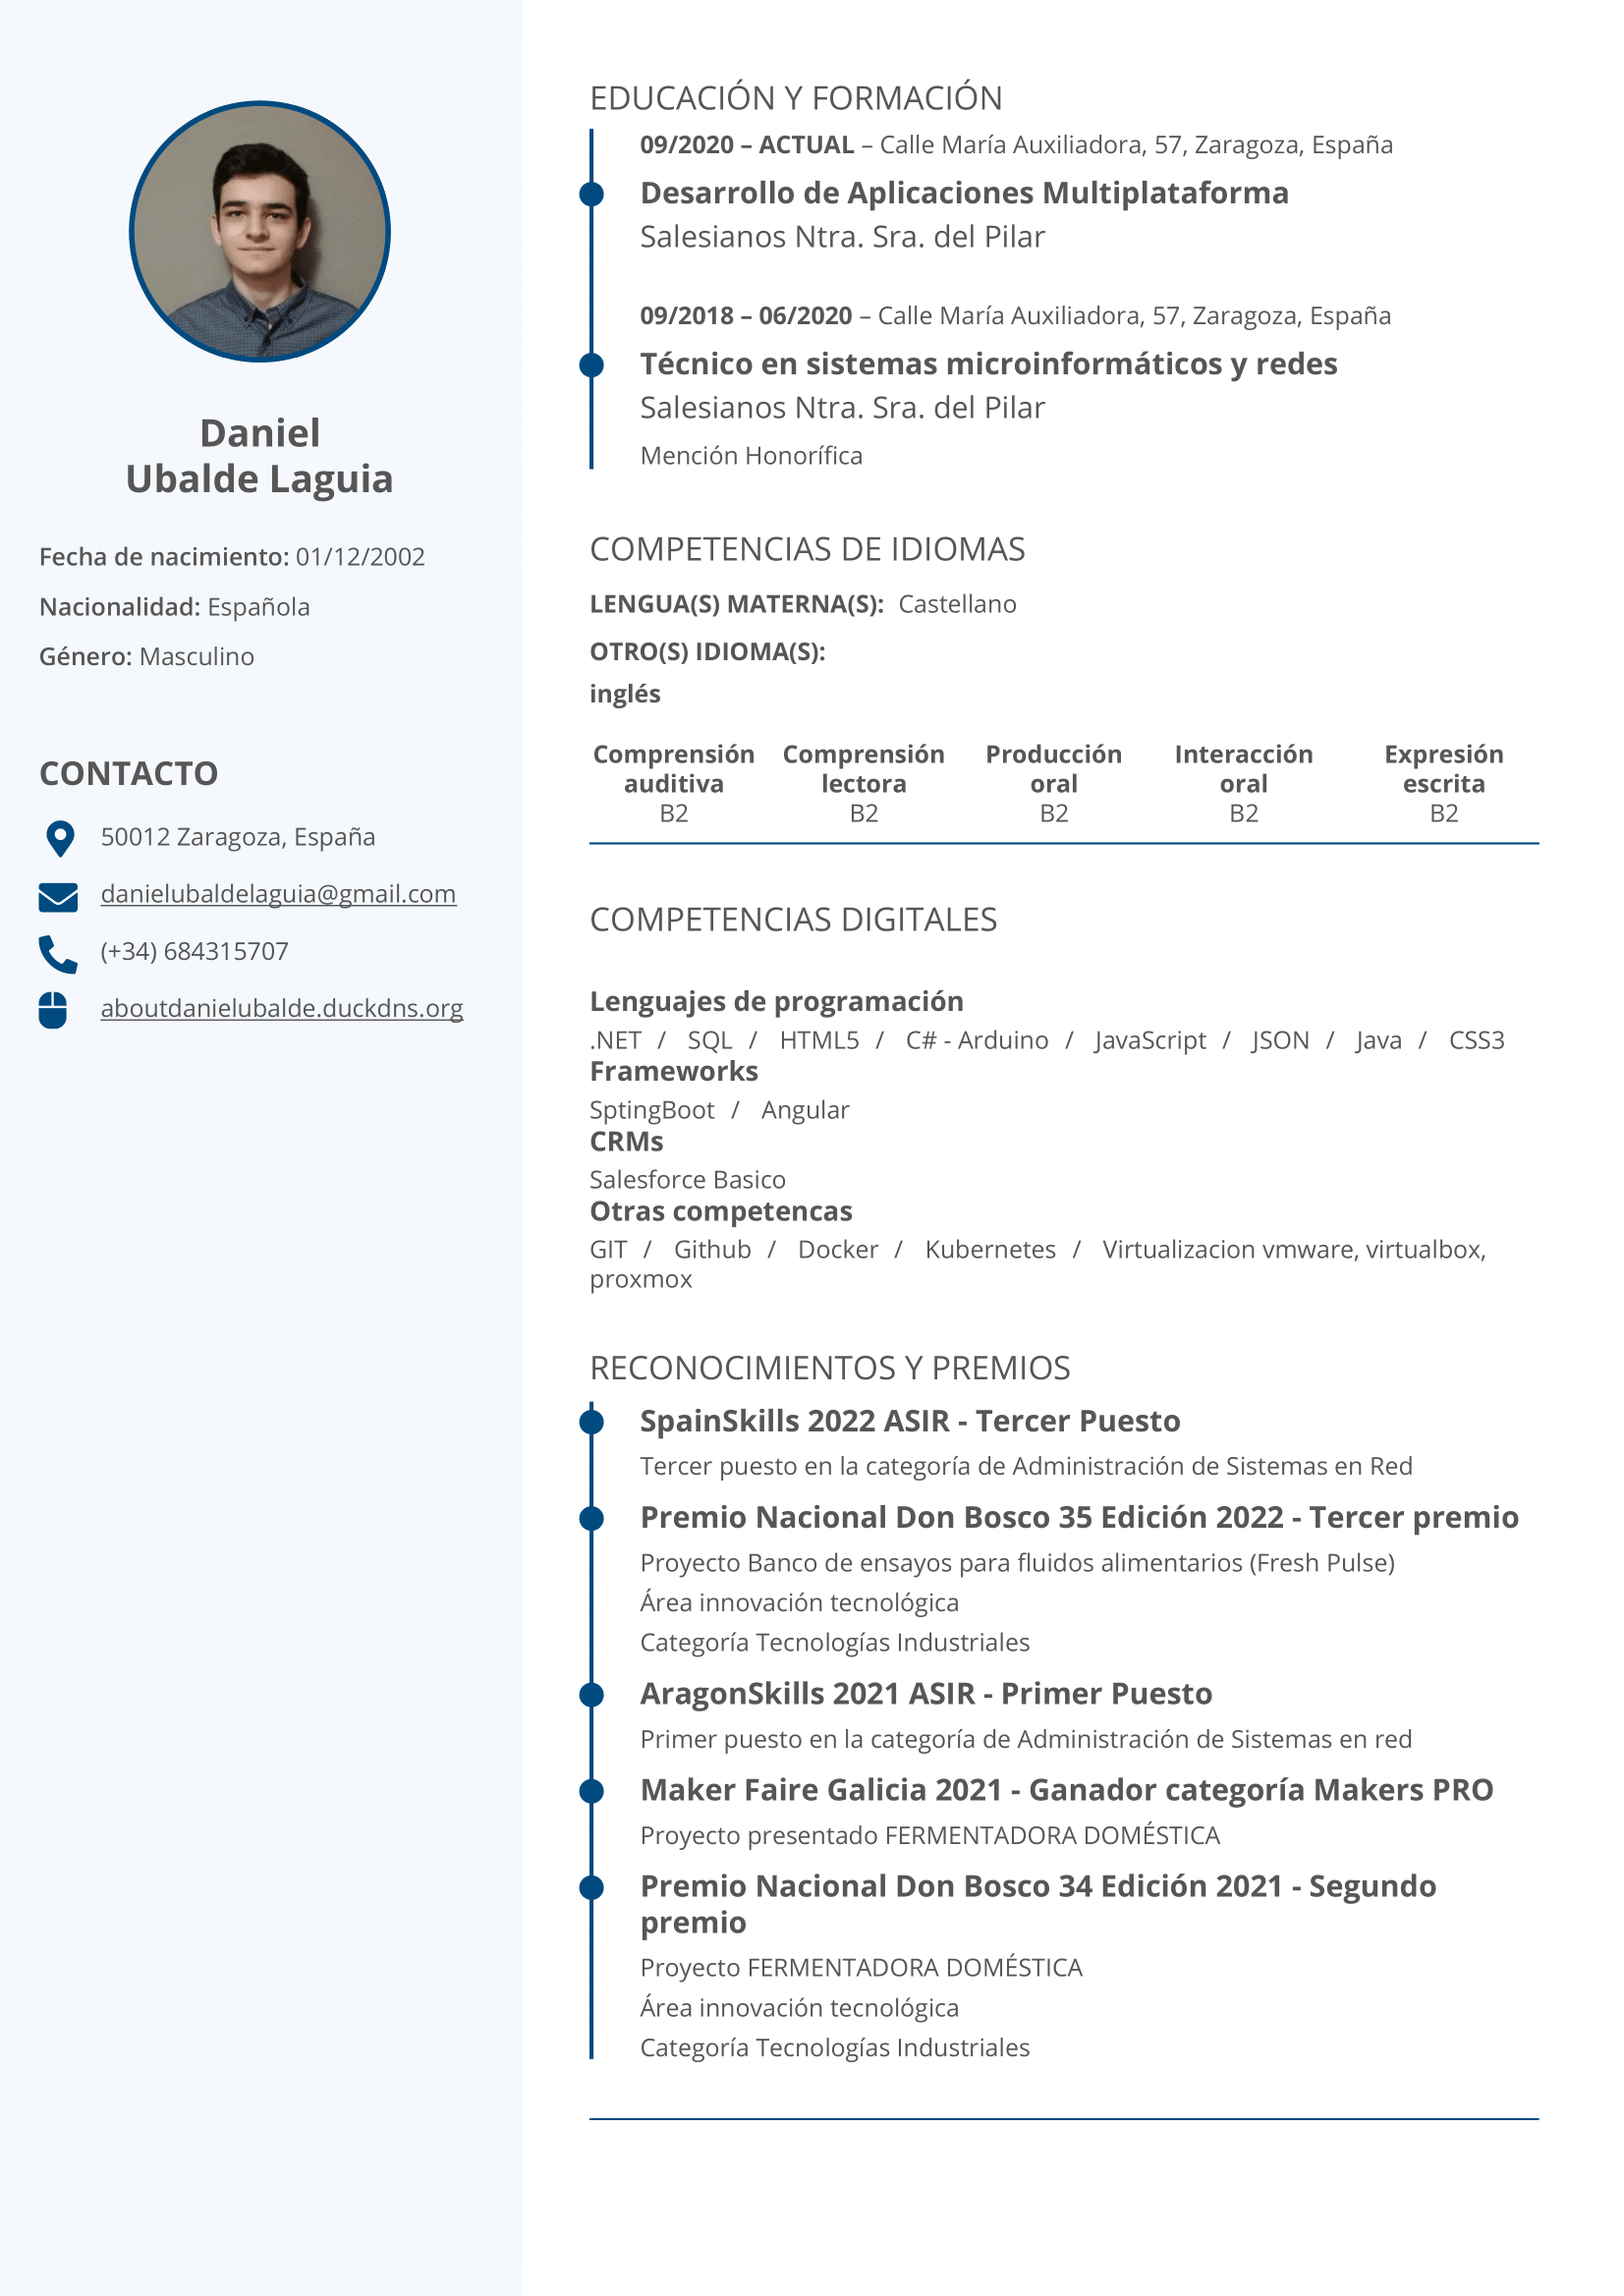 Daniel
Ubalde Laguia
Fecha de nacimiento: 01/12/2002
Nacionalidad: Española
Género: Masculino
CONTACTO
50012 Zaragoza, España
danielubaldelaguia@gmail.com
(+34) 684315707
aboutdanielubalde.duckdns.org
EDUCACIÓN Y FORMACIÓN
09/2020 – ACTUAL – Calle María Auxiliadora, 57, Zaragoza, España
Desarrollo de Aplicaciones Multiplataforma
Salesianos Ntra. Sra. del Pilar
09/2018 – 06/2020 – Calle María Auxiliadora, 57, Zaragoza, España
Técnico en sistemas microinformáticos y redes
Salesianos Ntra. Sra. del Pilar
Mención Honorífica
COMPETENCIAS DE IDIOMAS
LENGUA(S) MATERNA(S): Castellano
OTRO(S) IDIOMA(S):
inglés
Comprensión Comprensión Producción Interacción Expresión
auditiva lectora oral oral escrita
B2 B2 B2 B2 B2
COMPETENCIAS DIGITALES
Lenguajes de programación
.NET / SQL / HTML5 / C# - Arduino / JavaScript / JSON / Java / CSS3
Frameworks
SptingBoot / Angular
CRMs
Salesforce Basico
Otras competencas
GIT / Github / Docker / Kubernetes / Virtualizacion vmware, virtualbox,
proxmox
RECONOCIMIENTOS Y PREMIOS
SpainSkills 2022 ASIR - Tercer Puesto
Tercer puesto en la categoría de Administración de Sistemas en Red
Premio Nacional Don Bosco 35 Edición 2022 - Tercer premio
Proyecto Banco de ensayos para fluidos alimentarios (Fresh Pulse)
Área innovación tecnológica
Categoría Tecnologías Industriales
AragonSkills 2021 ASIR - Primer Puesto
Primer puesto en la categoría de Administración de Sistemas en red
Maker Faire Galicia 2021 - Ganador categoría Makers PRO
Proyecto presentado FERMENTADORA DOMÉSTICA
Premio Nacional Don Bosco 34 Edición 2021 - Segundo
premio
Proyecto FERMENTADORA DOMÉSTICA
Área innovación tecnológica
Categoría Tecnologías Industriales